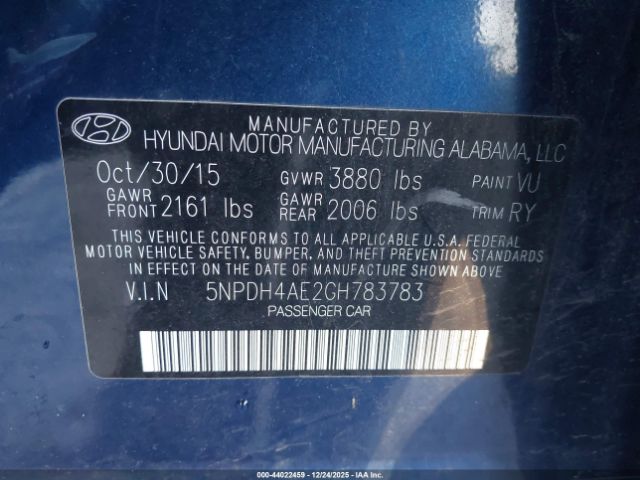 MANUFACTURED BY
HYUNDAI MOTOR MANUFACTURING ALABAMA, LLC
Oct/30/15 GVWR 3880 lbs PAINT VU
GAWR FRONT 2161 lbs GAWR REAR 2006 lbs TRIM RY
THIS VEHICLE CONFORMS TO ALL APPLICABLE U.S.A. FEDERAL
MOTOR VEHICLE SAFETY, BUMPER, AND THEFT PREVENTION STANDARDS
IN EFFECT ON THE DATE OF MANUFACTURE SHOWN ABOVE
V.I.N 5NPDH4AE2GH783783
PASSENGER CAR
000-44022459 - 12/24/2025 - IAAI.COM